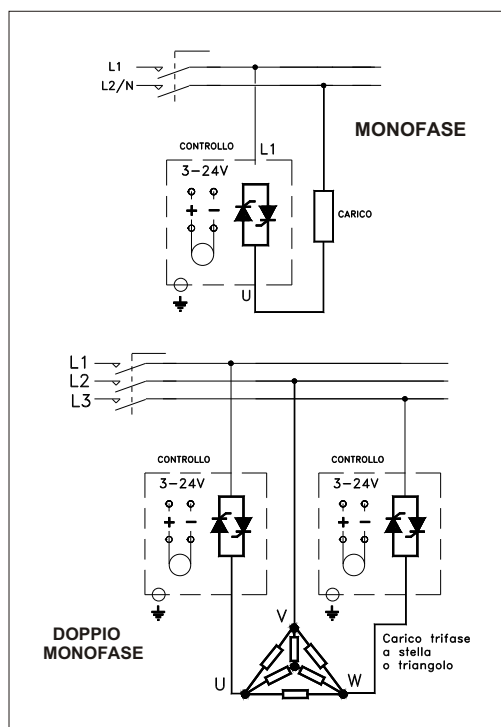 L1
L2/N
MONOFASE
CONTROLLO
L1
3-24V
+ -
CARICO
U
L1
L2
L3
CONTROLLO
3-24V
+ -
CONTROLLO
3-24V
+ -
DOPPIO
MONOFASE
V
U
W
Carico trifase
a stella
o triangolo